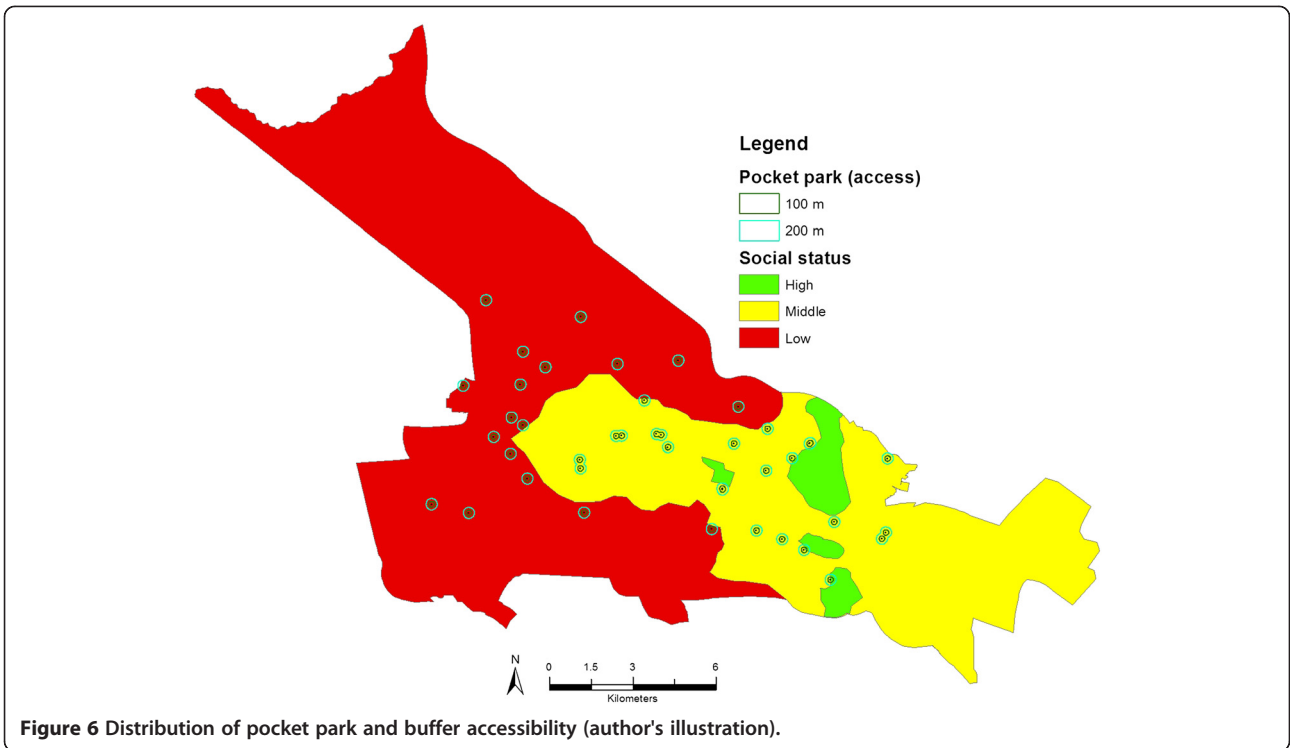 Legend
Pocket park (access)
100 m
200 m
Social status
High
Middle
Low
N
0 1.5 3 6
Kilometers
Figure 6 Distribution of pocket park and buffer accessibility (author's illustration).